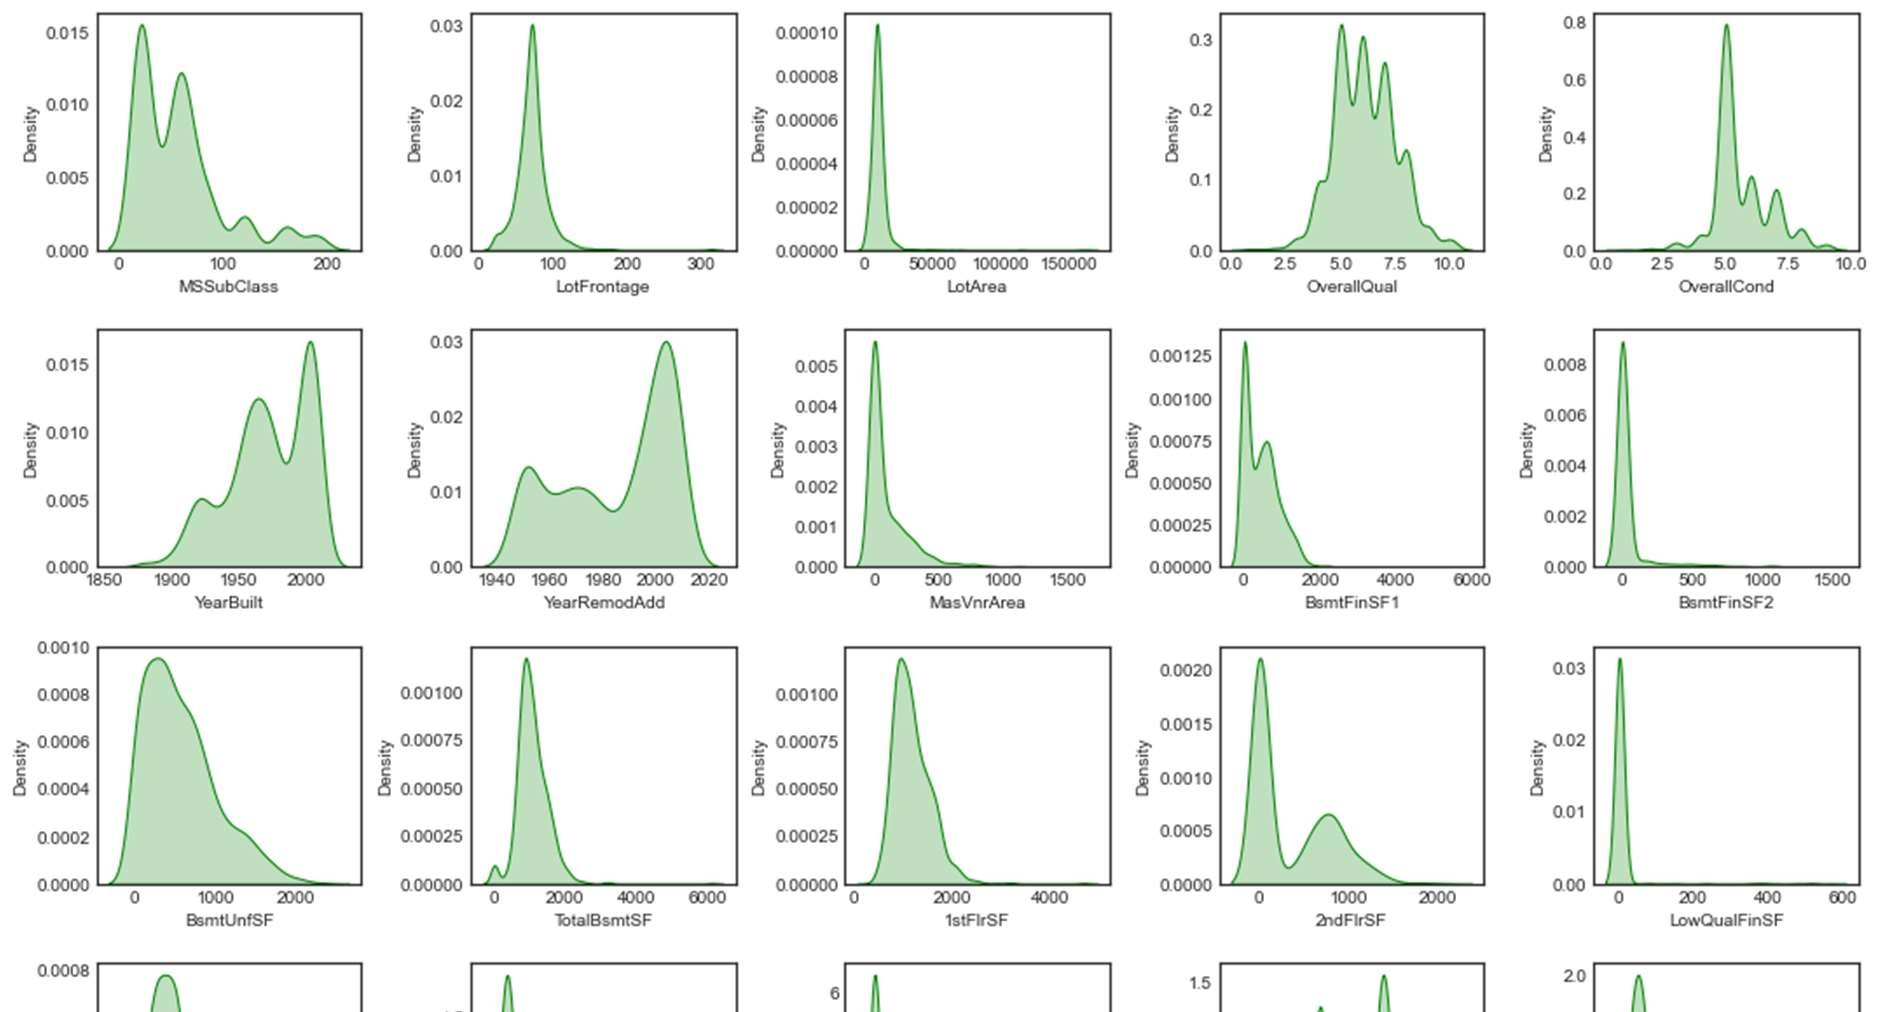 0.015 0.03 0.00010 0.3 0.8
0.010 0.02 0.00008 0.2 0.6
0.005 0.01 0.00006 0.1 0.4
0.000 0.00 0.00004 0.0 0.2
0.00002 0.0
0.00000
Density Density Density Density Density
0 100 200 0 100 200 300 0 50000 100000 150000 0.0 2.5 5.0 7.5 10.0 0.0 2.5 5.0 7.5 10.0
MSSubClass LotFrontage LotArea OverallQual OverallCond
0.015 0.03 0.005 0.00125 0.008
0.010 0.02 0.004 0.00100 0.006
0.005 0.01 0.003 0.00075 0.004
0.000 0.00 0.002 0.00050 0.002
0.001 0.00025 0.000
0.000 0.00000
Density Density Density Density Density
1850 1900 1950 2000 1940 1960 1980 2000 2020 0 500 1000 1500 0 2000 4000 6000 0 500 1000 1500
YearBuilt YearRemodAdd MasVnrArea BsmtFinSF1 BsmtFinSF2
0.0010 0.00100 0.00100 0.0020 0.03
0.0008 0.00075 0.00075 0.0015 0.02
0.0006 0.00050 0.00050 0.0010 0.01
0.0004 0.00025 0.00025 0.0005 0.00
0.0002 0.00000 0.00000 0.0000
0.0000
Density Density Density Density Density
0 1000 2000 0 2000 4000 6000 0 2000 4000 0 1000 2000 0 200 400 600
BsmtUnfSF TotalBsmtSF 1stFlrSF 2ndFlrSF LowQualFinSF
0.0008 6 1.5 2.0